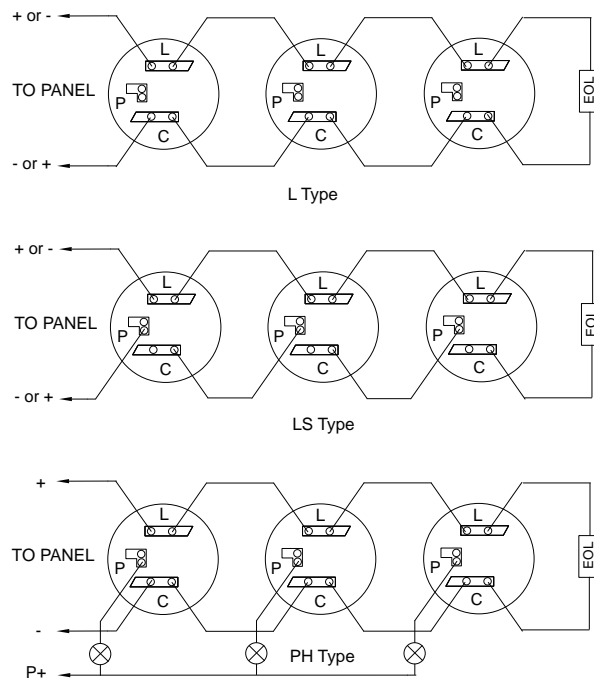 + or -
L L L
TO PANEL
P P P
EOL
C C C
- or +
L Type
+ or -
L L L
TO PANEL
P P P
EOL
C C C
- or +
LS Type
+
L L L
TO PANEL
P P P
EOL
C C C
-
PH Type
P+